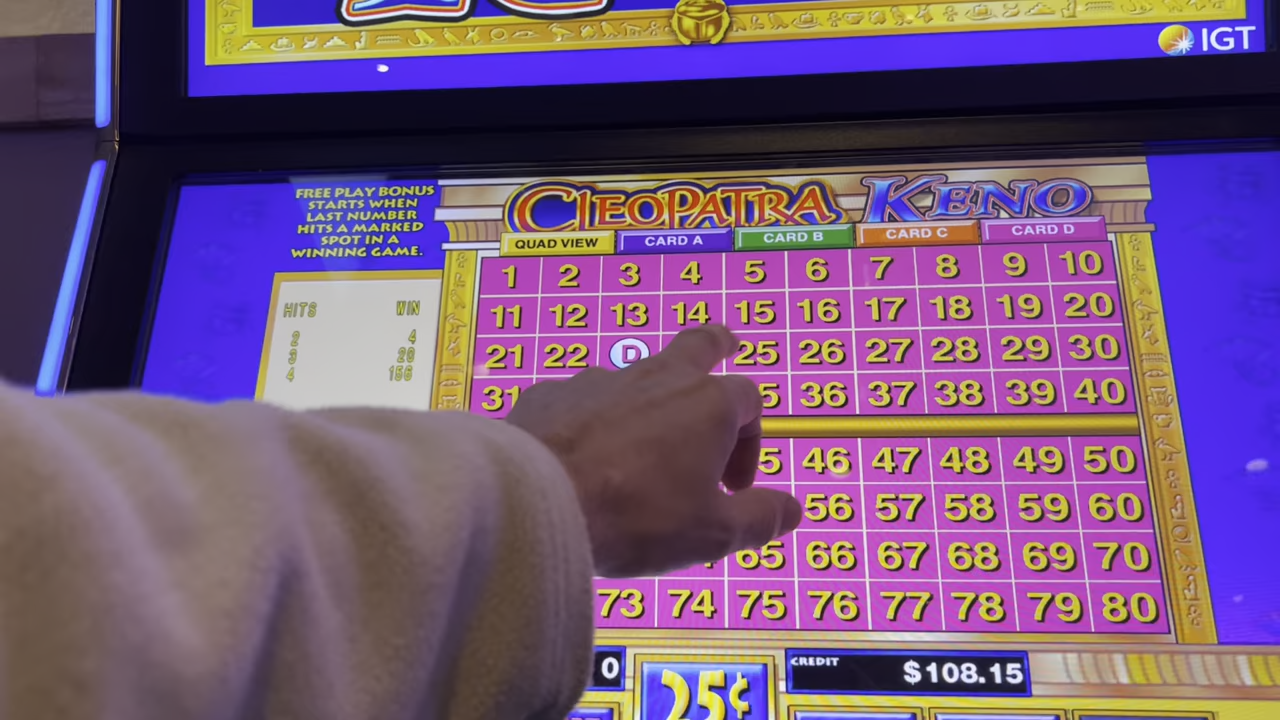 IGT
FREE PLAY BONUS
STARTS WHEN
LAST NUMBER
HITS A MARKED
SPOT IN A
WINNING GAME.
CLEOPATRA KENO
QUAD VIEW CARD A CARD B CARD C CARD D
HITS WIN
2 4
3 20
4 156
1 2 3 4 5 6 7 8 9 10
11 12 13 14 15 16 17 18 19 20
21 22 D 25 26 27 28 29 30
31 36 37 38 39 40
46 47 48 49 50
56 57 58 59 60
65 66 67 68 69 70
73 74 75 76 77 78 79 80
0 25¢ CREDIT $108.15